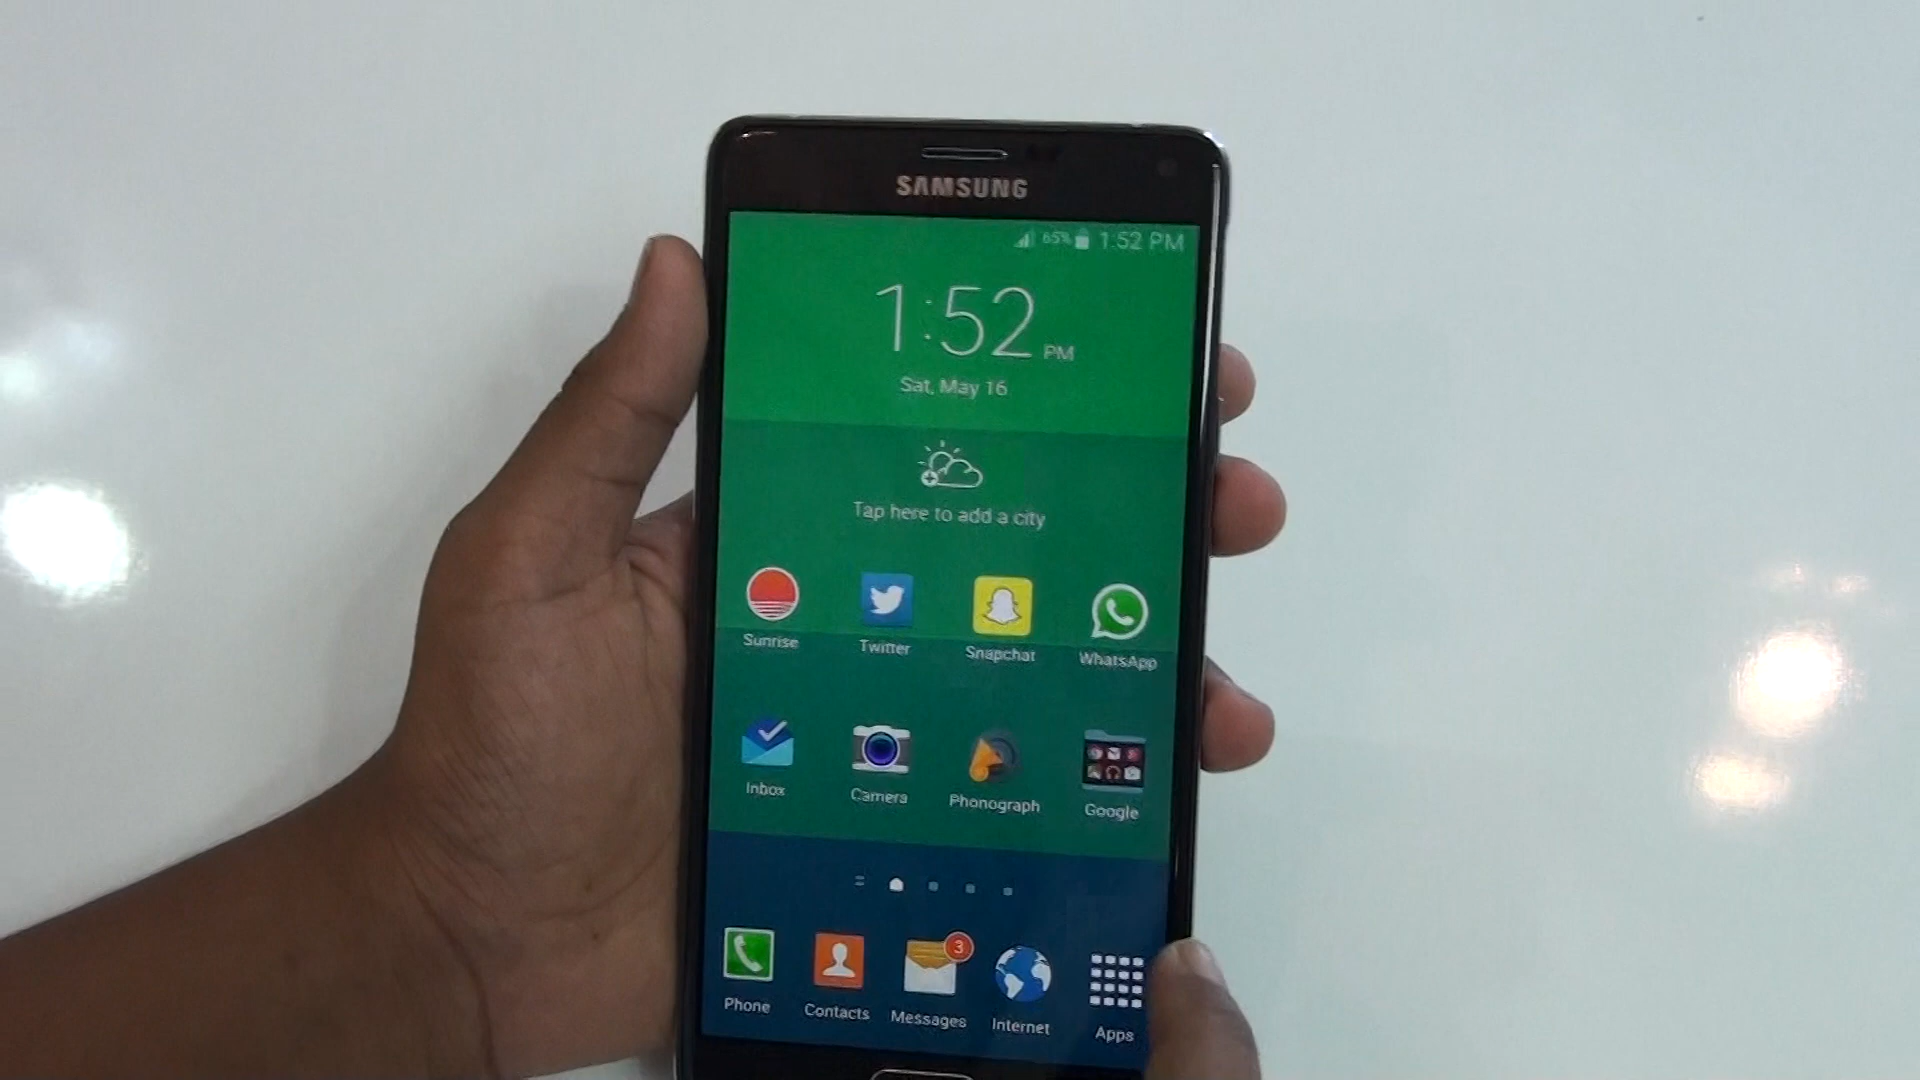 SAMSUNG
65% 1:52 PM
1:52 PM
Sat, May 16
Tap here to add a city
Sunrise Twitter Snapchat WhatsApp
Inbox Camera Phonograph Google
3
Phone Contacts Messages Internet Apps